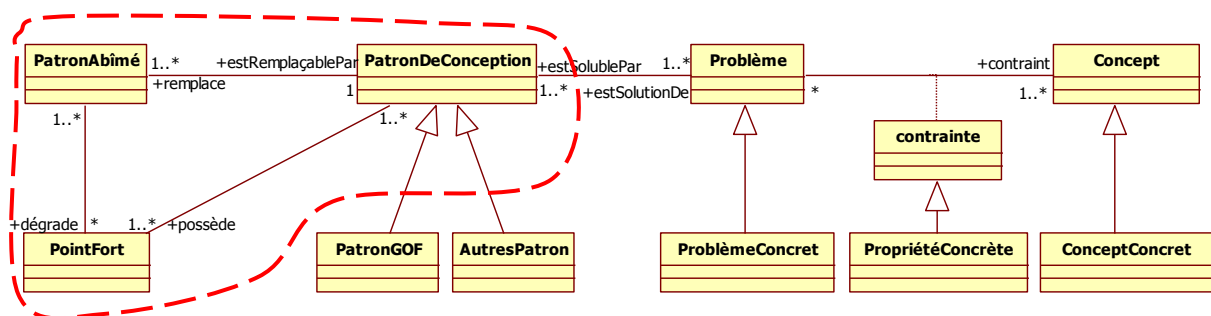 PatronAbîmé 1..* +estRemplaçablePar PatronDeConception +estSolublePar 1..* Problème +contraint Concept
+remplace 1 1..* +estSolutionDe * 1..*
1..* 1..* contrainte
+dégrade * 1..* +possède
PointFort PatronGOF AutresPatron ProblèmeConcret PropriétéConcrète ConceptConcret